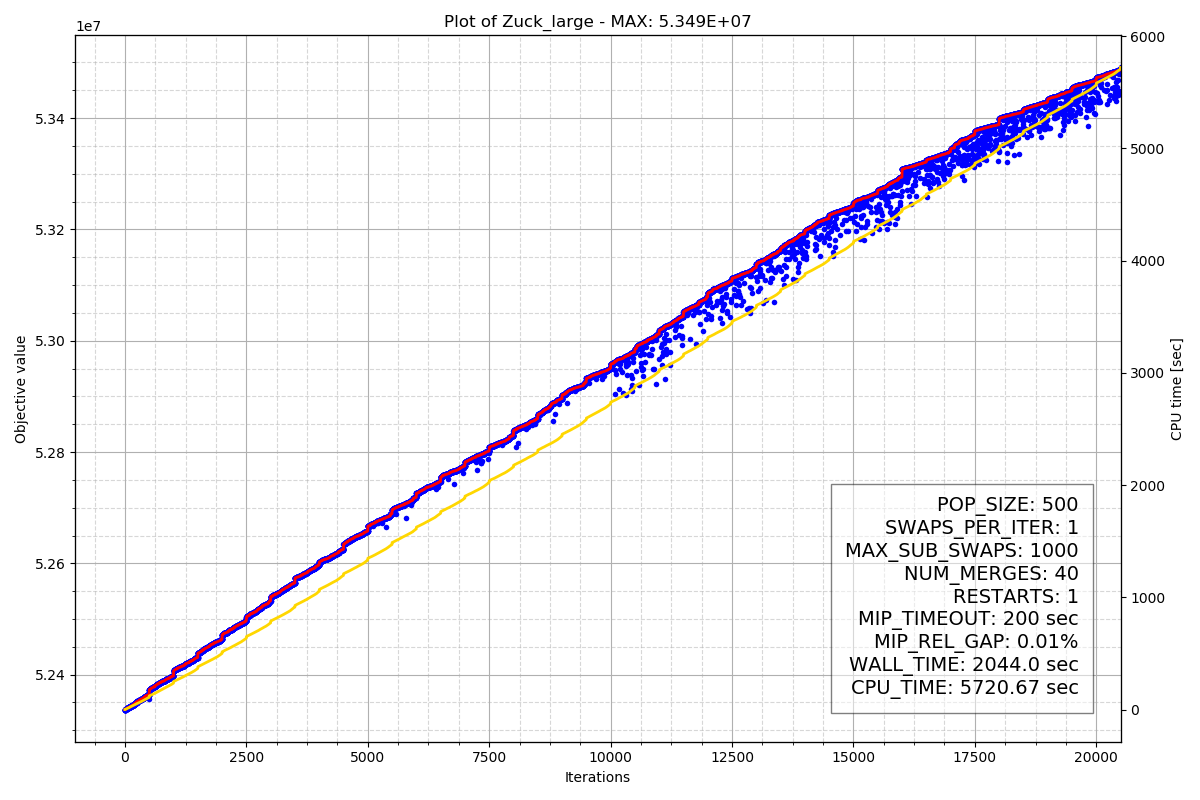 Plot of Zuck_large - MAX: 5.349E+07
1e7
6000
5.34
5000
5.32
4000
5.30
Objective value
3000
CPU time [sec]
5.28
2000
POP_SIZE: 500
SWAPS_PER_ITER: 1
MAX_SUB_SWAPS: 1000
5.26
NUM_MERGES: 40
RESTARTS: 1
1000
MIP_TIMEOUT: 200 sec
MIP_REL_GAP: 0.01%
WALL_TIME: 2044.0 sec
5.24
CPU_TIME: 5720.67 sec
0
0 2500 5000 7500 10000 12500 15000 17500 20000
Iterations